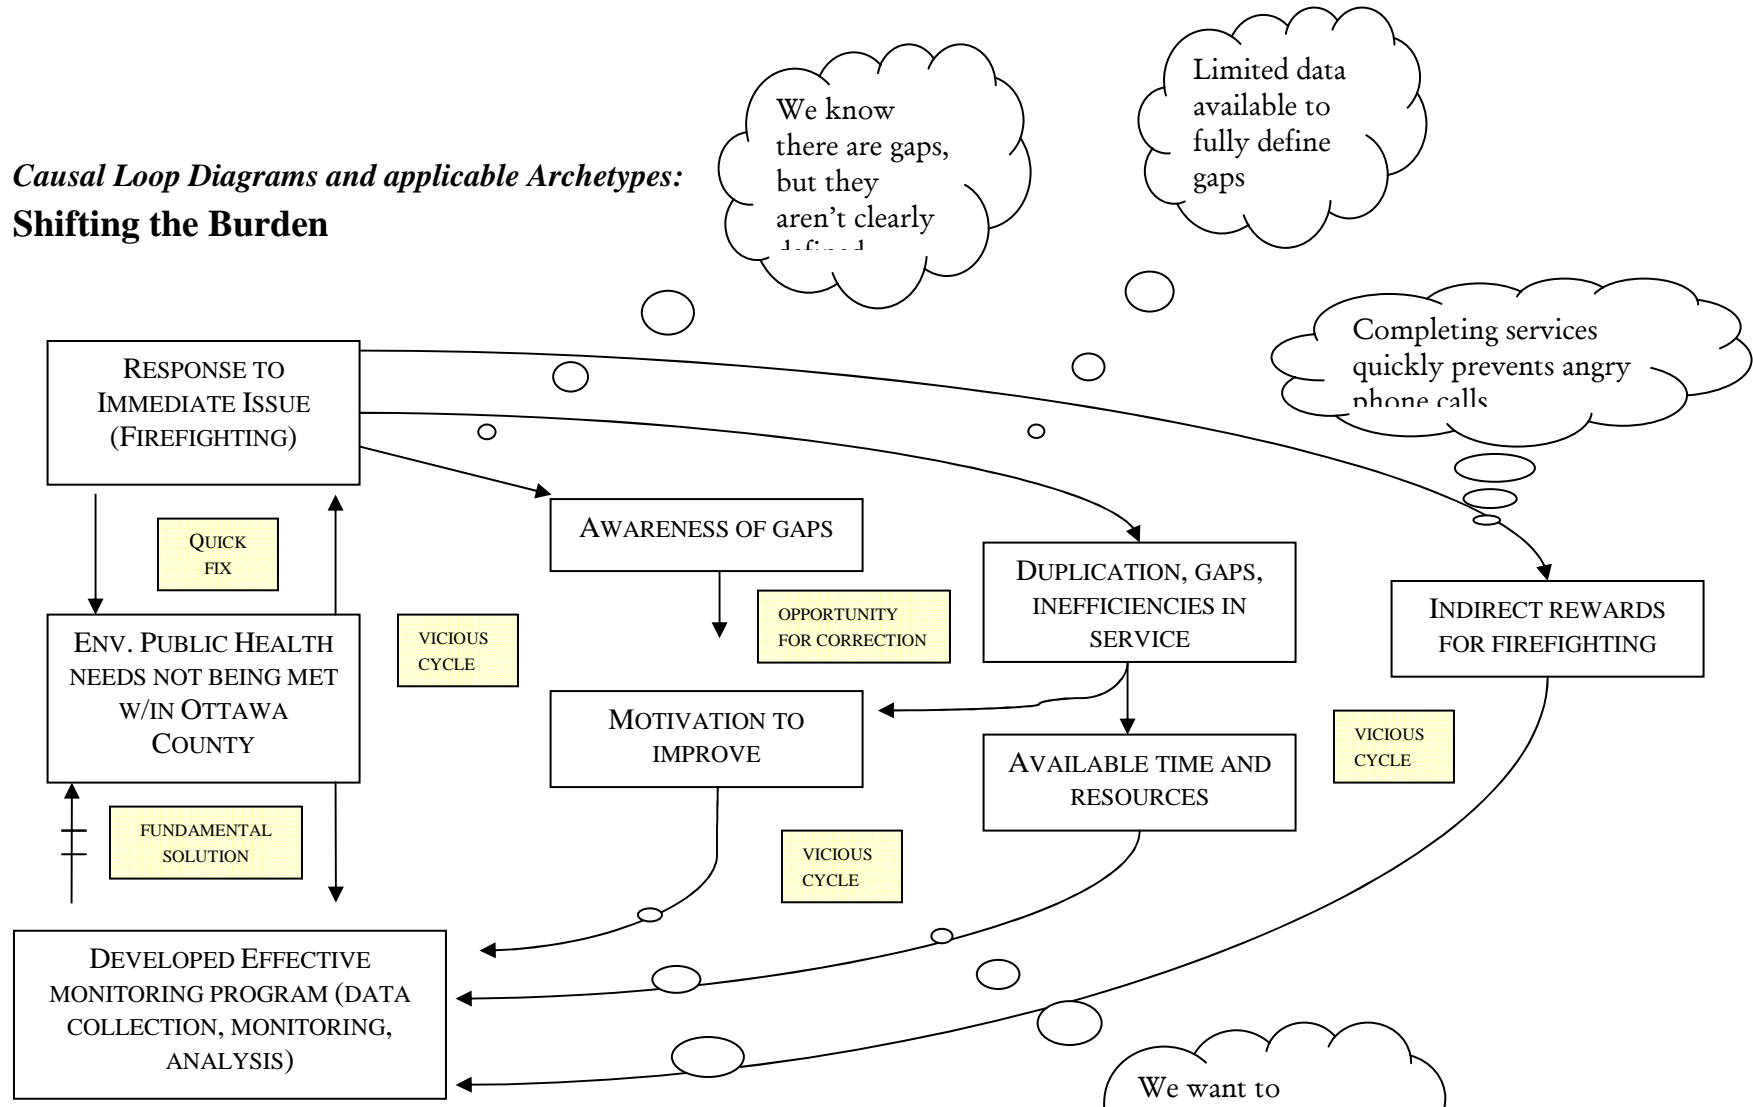 We know
there are gaps,
but they
aren't clearly
Limited data
available to
fully define
gaps
Causal Loop Diagrams and applicable Archetypes:
Shifting the Burden
Completing services
quickly prevents angry
phone calls
RESPONSE TO
IMMEDIATE ISSUE
(FIREFIGHTING)
QUICK
FIX
AWARENESS OF GAPS
DUPLICATION, GAPS,
INEFFICIENCIES IN
SERVICE
INDIRECT REWARDS
FOR FIREFIGHTING
ENV. PUBLIC HEALTH
NEEDS NOT BEING MET
W/IN OTTAWA
COUNTY
VICIOUS
CYCLE
OPPORTUNITY
FOR CORRECTION
MOTIVATION TO
IMPROVE
AVAILABLE TIME AND
RESOURCES
VICIOUS
CYCLE
FUNDAMENTAL
SOLUTION
VICIOUS
CYCLE
DEVELOPED EFFECTIVE
MONITORING PROGRAM (DATA
COLLECTION, MONITORING,
ANALYSIS)
We want to